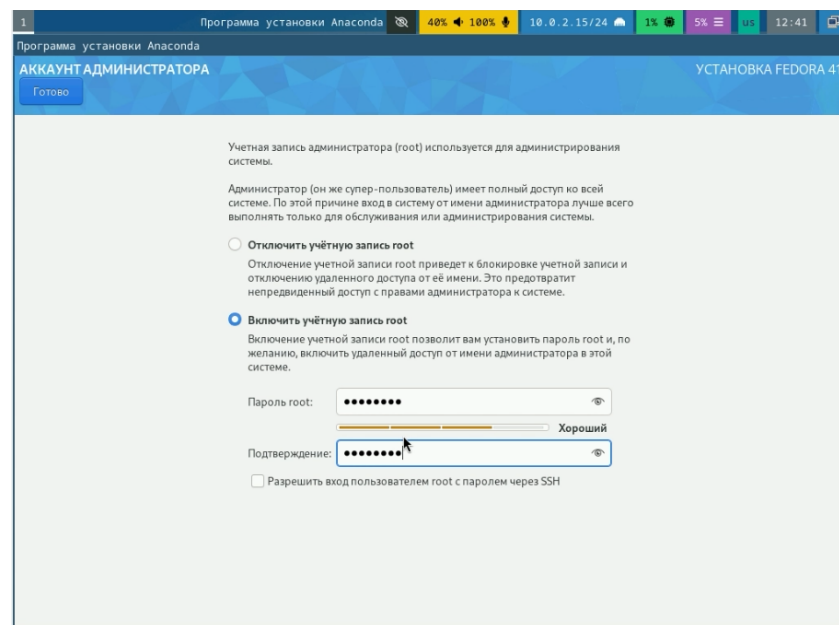 1 Программа установки Anaconda 40% 100% 10.0.2.15/24 1% 5% us 12:41
Программа установки Anaconda
АККАУНТ АДМИНИСТРАТОРА УСТАНОВКА FEDORA 41
Готово
Учетная запись администратора (root) используется для администрирования
системы.
Администратор (он же супер-пользователь) имеет полный доступ ко всей
системе. По этой причине вход в систему от имени администратора лучше всего
выполнять только для обслуживания или администрирования системы.
Отключить учётную запись root
Отключение учетной записи root приведет к блокировке учетной записи и
отключению удаленного доступа от её имени. Это предотвратит
непредвиденный доступ с правами администратора к системе.
Включить учётную запись root
Включение учетной записи root позволит вам установить пароль root и, по
желанию, включить удаленный доступ от имени администратора в этой
системе.
Пароль root: ●●●●●●●●
Хороший
Подтверждение: ●●●●●●●●
Разрешить вход пользователем root с паролем через SSH